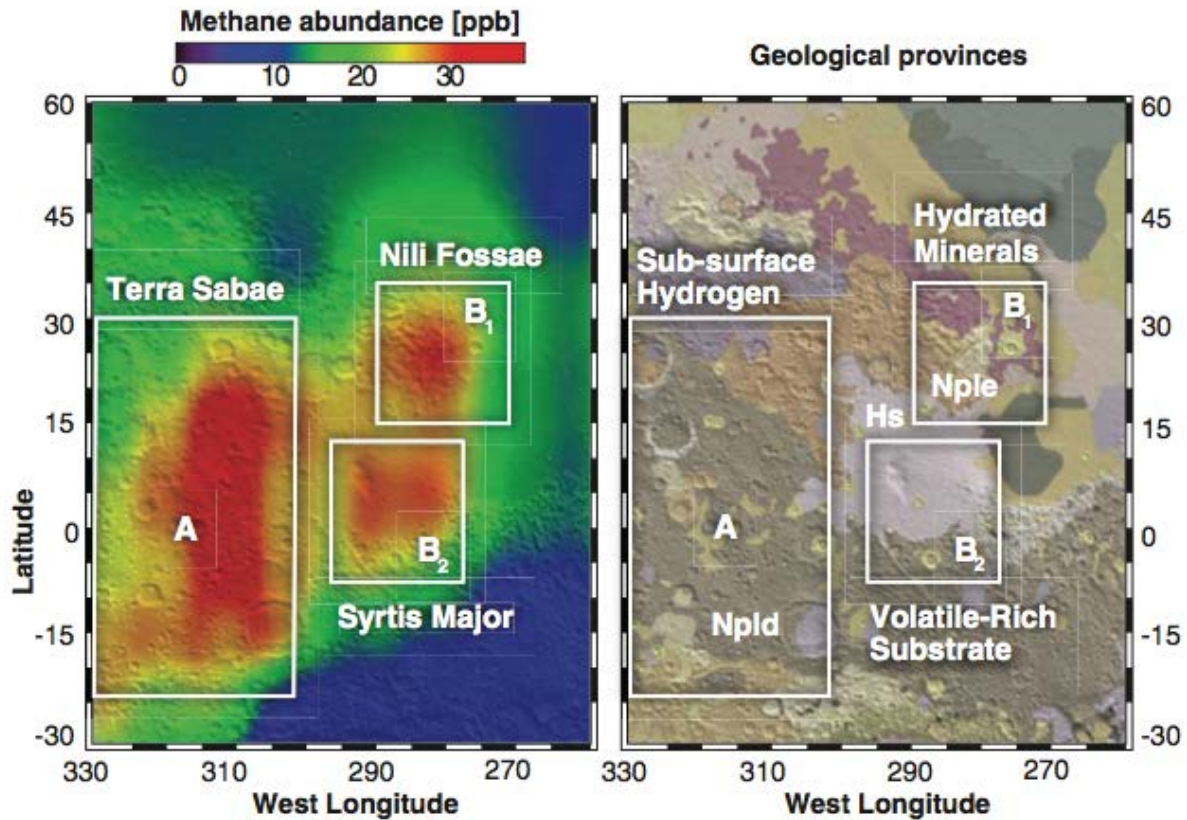 Methane abundance [ppb]
0 10 20 30
Geological provinces
60
45
30
15
0
-15
-30
Latitude
Terra Sabae
Nili Fossae
B1
A
B2
Syrtis Major
330 310 290 270
West Longitude
Sub-surface
Hydrogen
Hydrated
Minerals
B1
Nple
Hs
A
B2
Npld
Volatile-Rich
Substrate
60
45
30
15
0
-15
-30
330 310 290 270
West Longitude